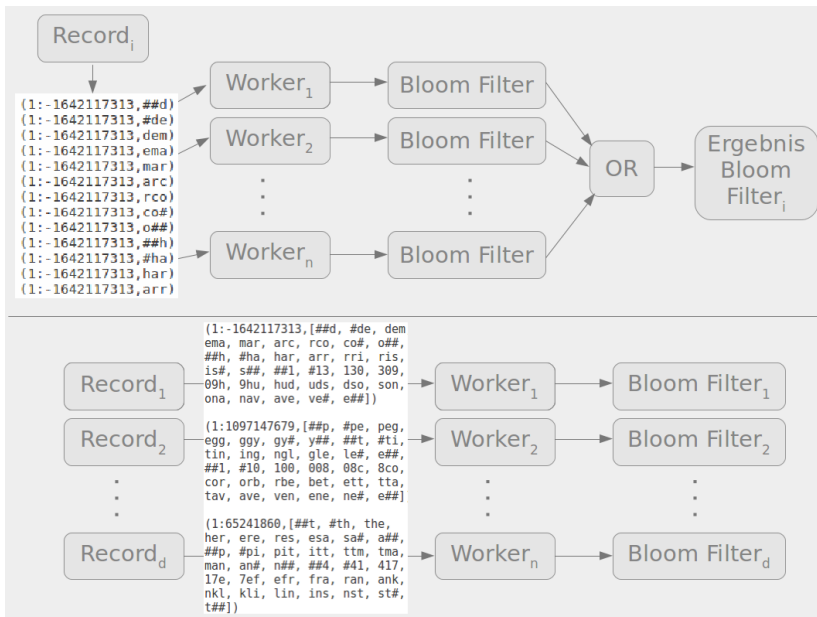 Record_i
(1:-1642117313,##d)
(1:-1642117313,#de)
(1:-1642117313,dem)
(1:-1642117313,ema)
(1:-1642117313,mar)
(1:-1642117313,arc)
(1:-1642117313,rco)
(1:-1642117313,co#)
(1:-1642117313,o##)
(1:-1642117313,##h)
(1:-1642117313,#ha)
(1:-1642117313,har)
(1:-1642117313,arr)
Worker_1
Bloom Filter
Worker_2
Bloom Filter
Worker_n
Bloom Filter
OR
Ergebnis
Bloom
Filter_i
Record_1
(1:-1642117313,[##d, #de, dem
ema, mar, arc, rco, co#, o##,
##h, #ha, har, arr, rri, ris,
is#, s##, ##1, #13, 130, 309,
09h, 9hu, hud, uds, dso, son,
ona, nav, ave, ve#, e##])
Worker_1
Bloom Filter_1
Record_2
(1:1097147679,[##p, #pe, peg,
egg, ggy, gy#, y##, ##t, #ti,
tin, ing, ngl, gle, le#, e##,
##1, #10, 100, 008, 08c, 8co,
cor, orb, rbe, bet, ett, tta,
tav, ave, ven, ene, ne#, e##]
Worker_2
Bloom Filter_2
Record_d
(1:65241860,[##t, #th, the,
her, ere, res, esa, sa#, a##,
##p, #pi, pit, itt, ttm, tma,
man, an#, n##, ##4, #41, 417,
17e, 7ef, efr, fra, ran, ank,
nkl, kli, lin, ins, nst, st#,
t##])
Worker_n
Bloom Filter_d